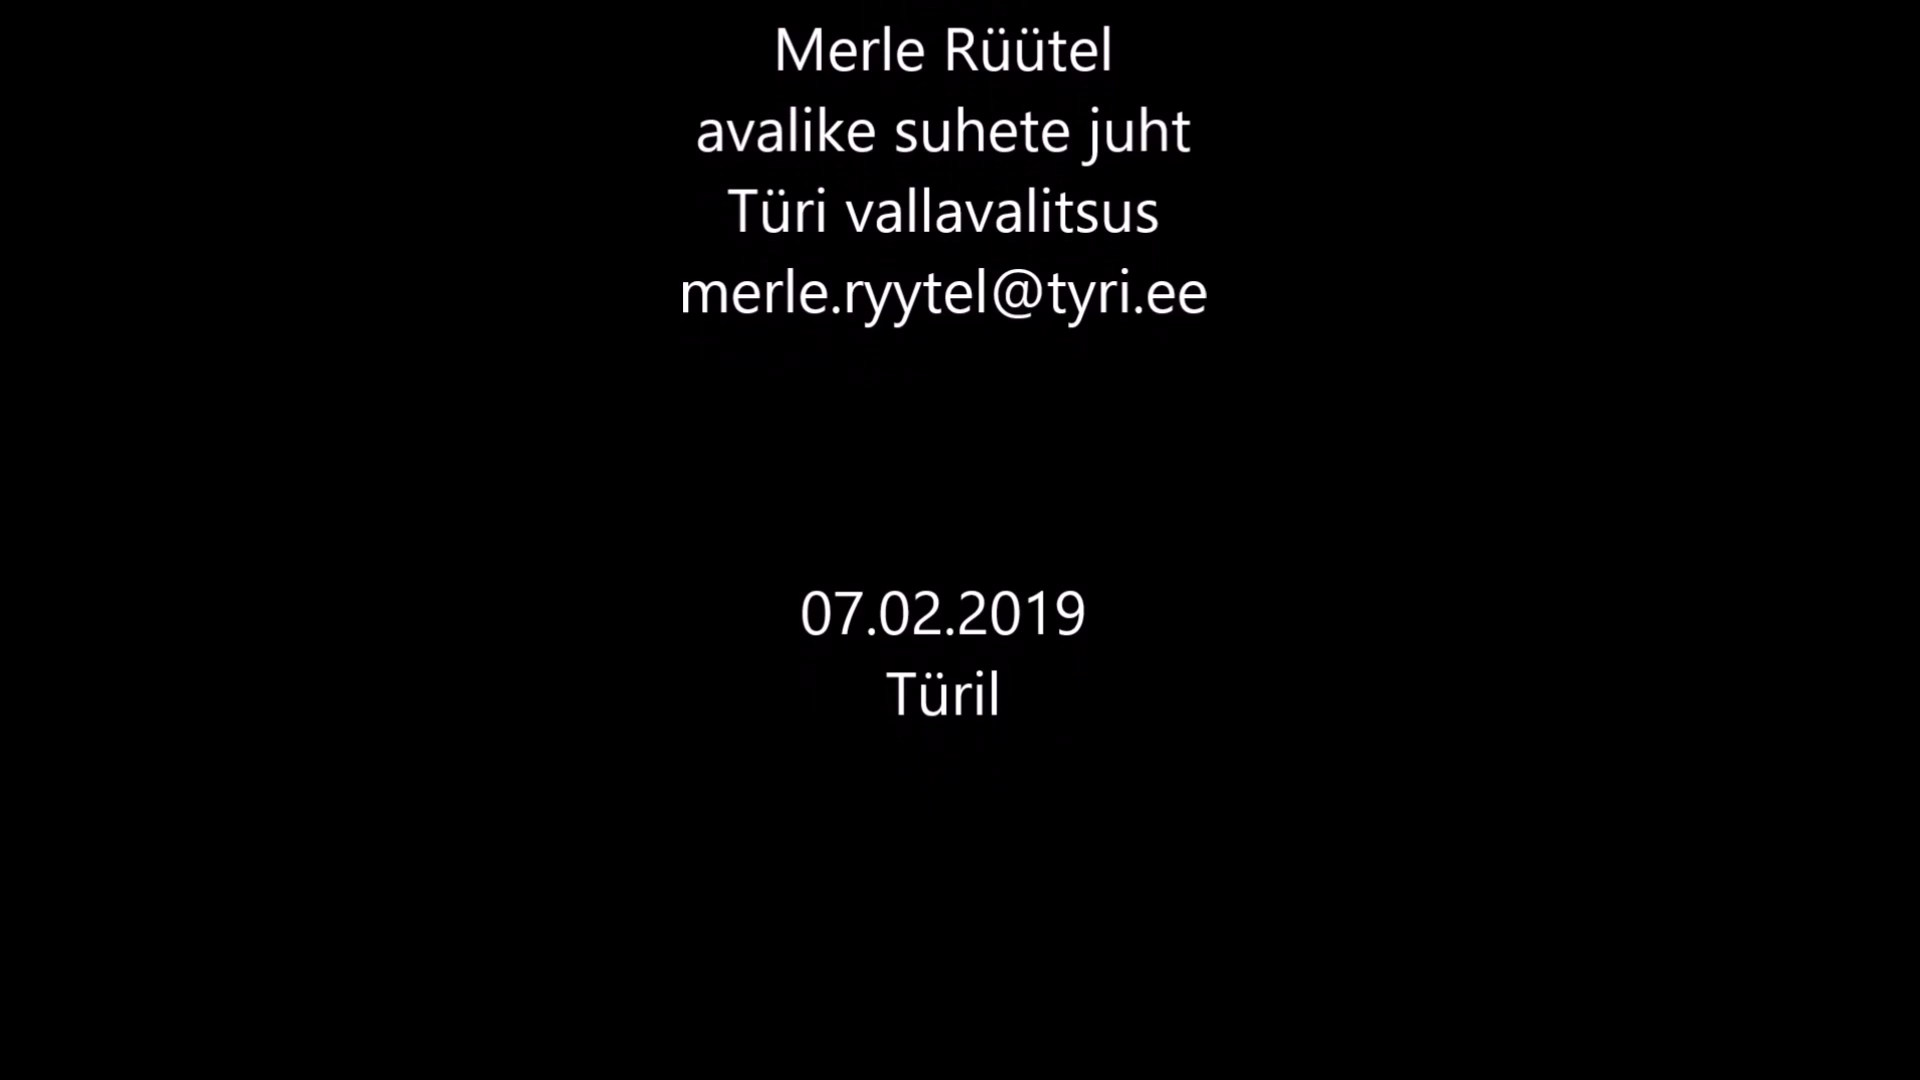 Merle Rüütel
avalike suhete juht
Türi vallavalitsus
merle.ryytel@tyri.ee
07.02.2019
Türil